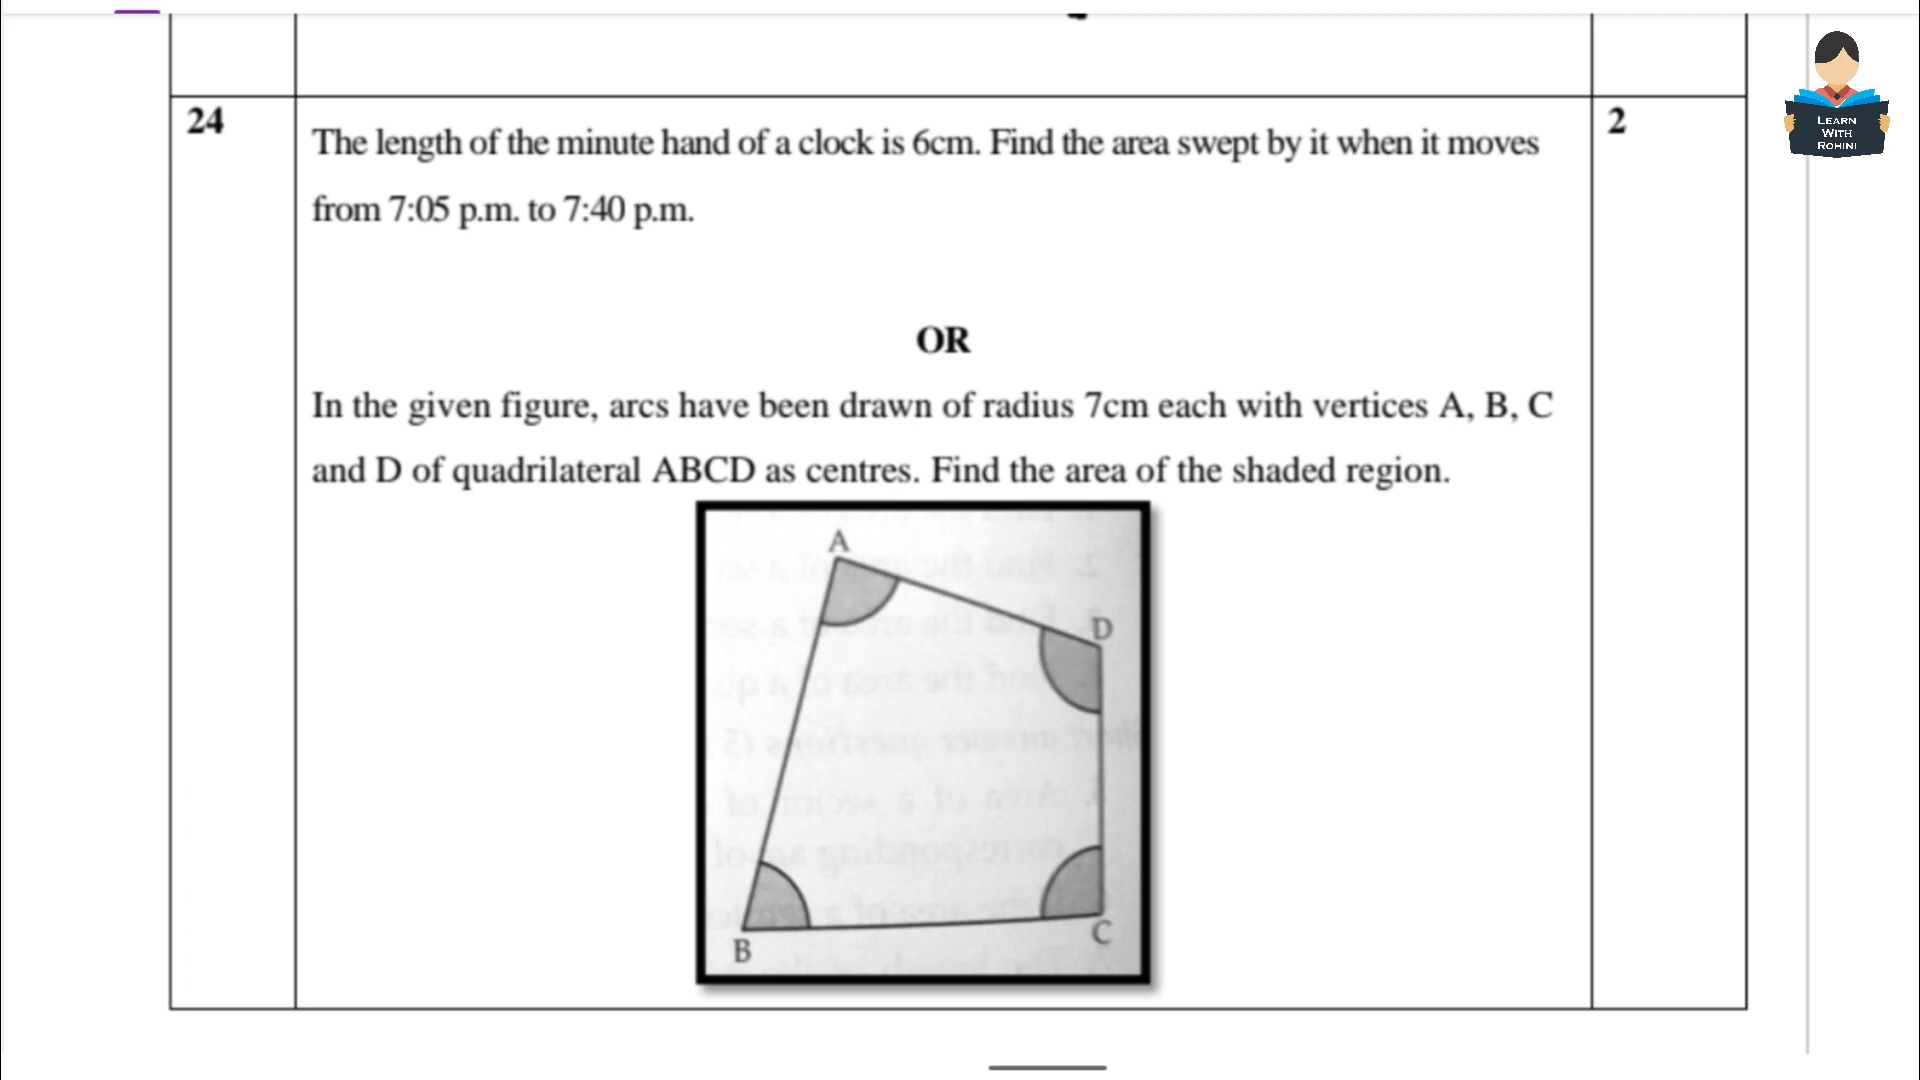 LEARN
WITH
ROHINI
24
2
The length of the minute hand of a clock is 6cm. Find the area swept by it when it moves
from 7:05 p.m. to 7:40 p.m.
OR
In the given figure, arcs have been drawn of radius 7cm each with vertices A, B, C
and D of quadrilateral ABCD as centres. Find the area of the shaded region.
A
D
B
C